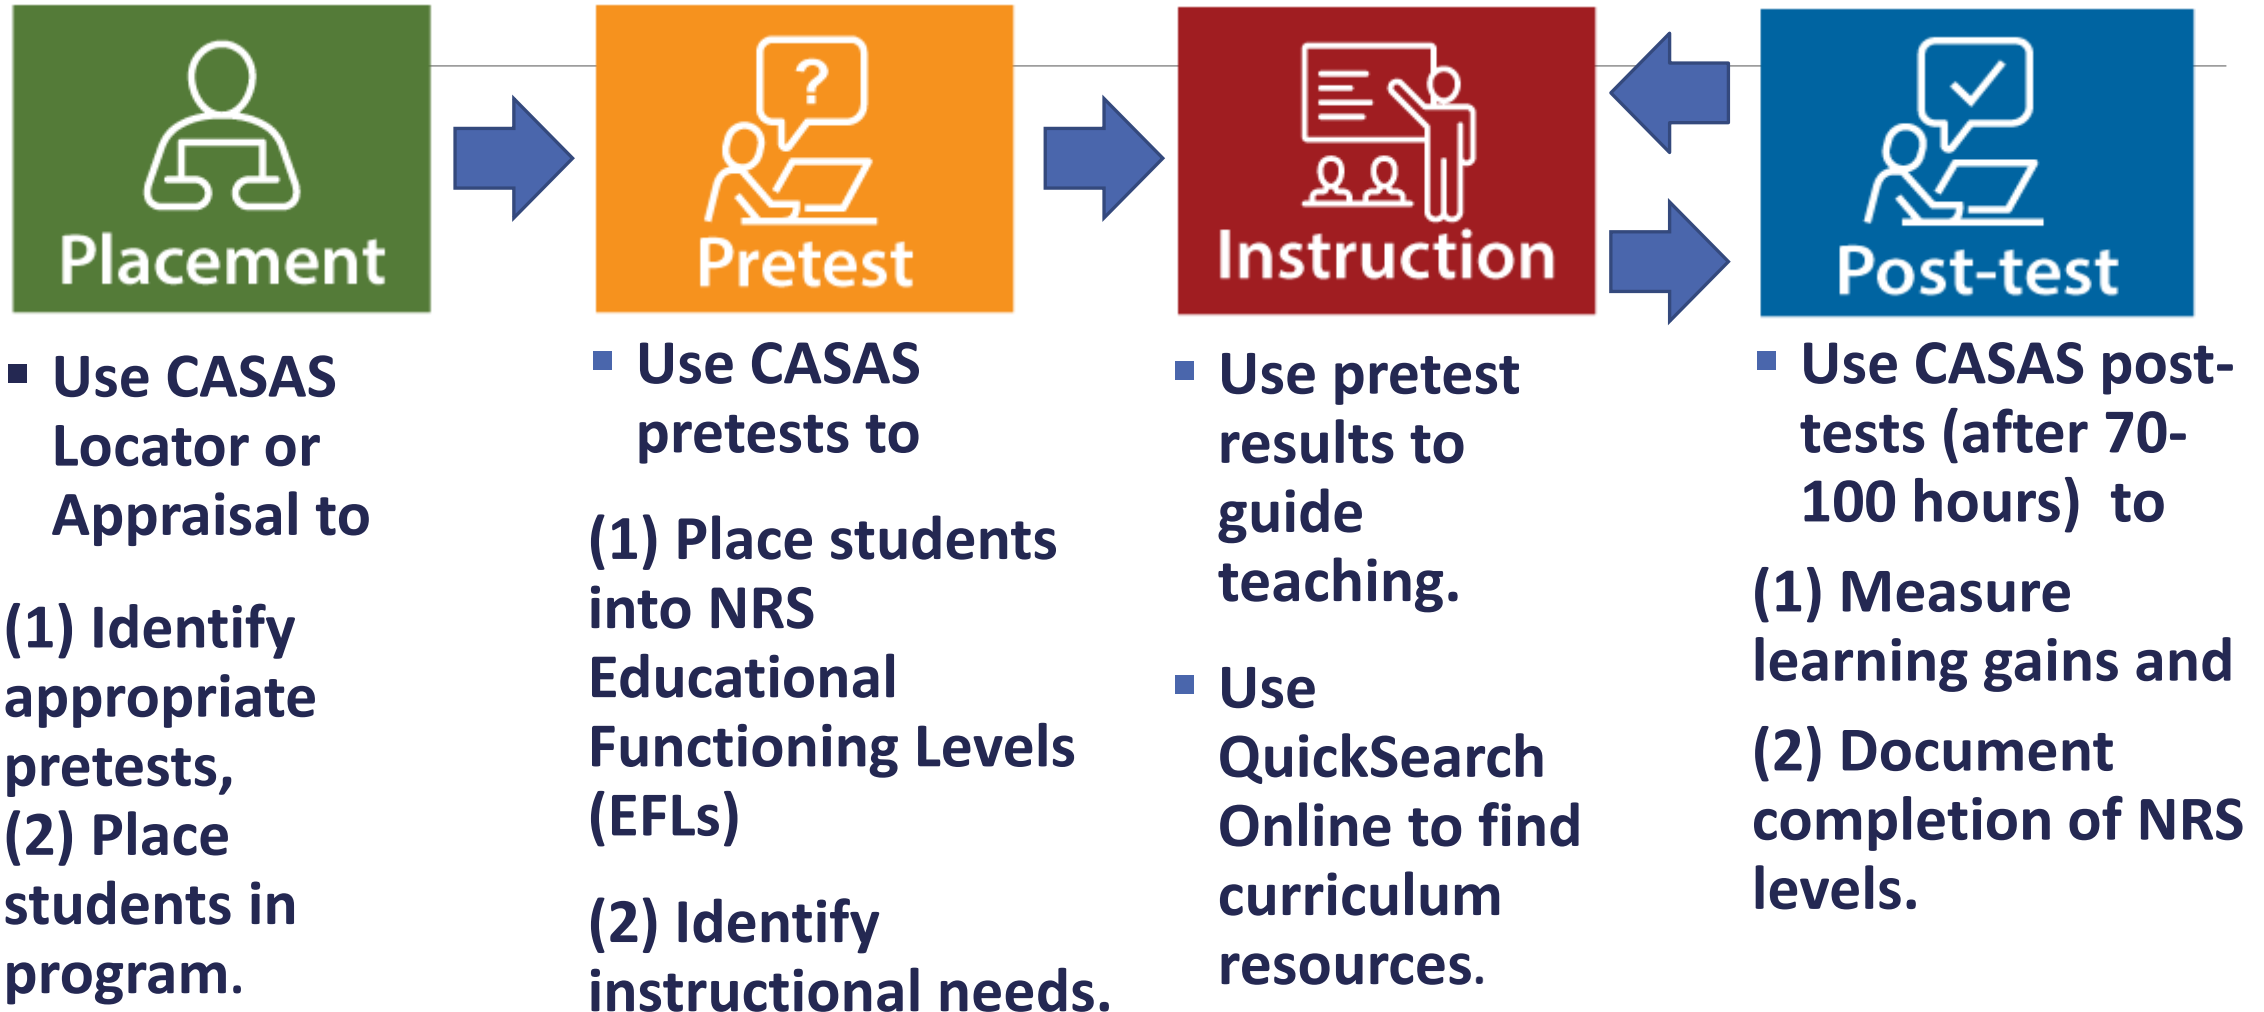 Placement
▪ Use CASAS
Locator or
Appraisal to
(1) Identify
appropriate
pretests,
(2) Place
students in
program.
?
Pretest
▪ Use CASAS
pretests to
(1) Place students
into NRS
Educational
Functioning Levels
(EFLs)
(2) Identify
instructional needs.
Instruction
▪ Use pretest
results to
guide
teaching.
▪ Use
QuickSearch
Online to find
curriculum
resources.
Post-test
▪ Use CASAS post-
tests (after 70-
100 hours)  to
(1) Measure
learning gains and
(2) Document
completion of NRS
levels.